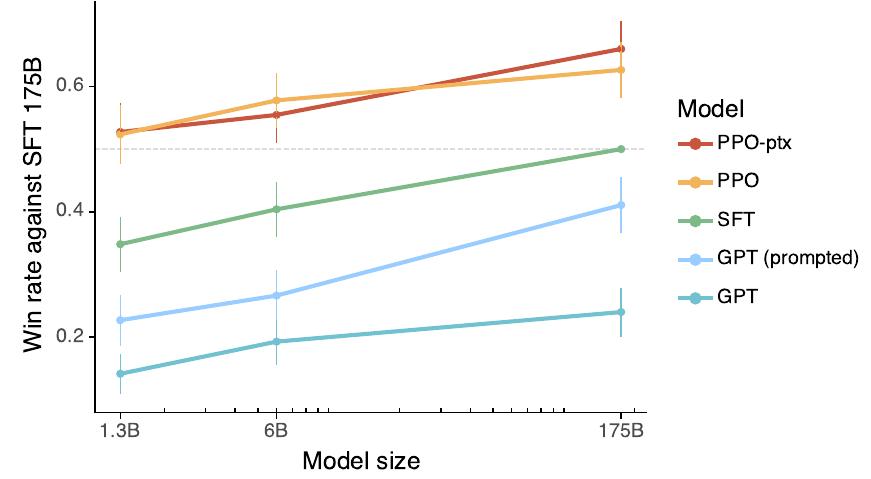 Win rate against SFT 175B
0.6
0.4
0.2
1.3B
6B
175B
Model size
Model
PPO-ptx
PPO
SFT
GPT (prompted)
GPT